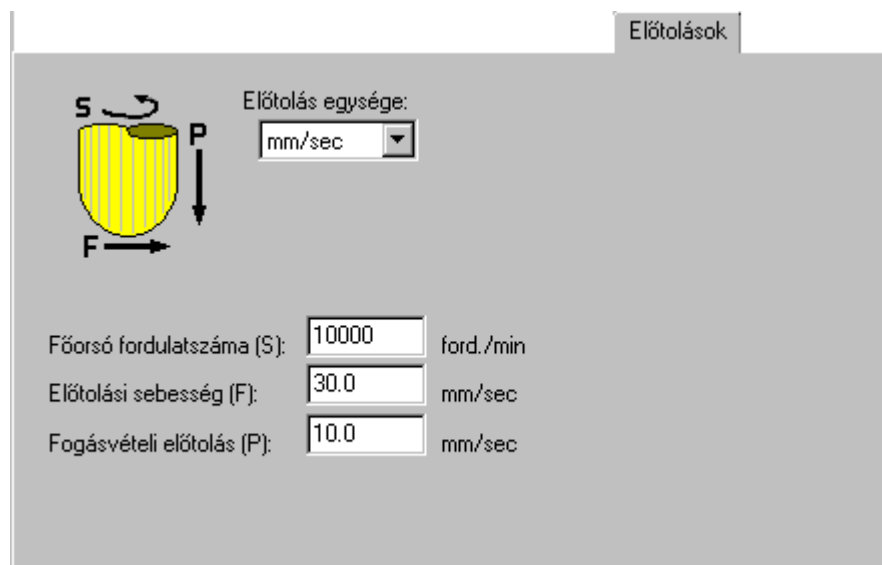 Előtolások
Előtolás egysége:
S
P
mm/sec
F
Főorsó fordulatszáma (S): 10000 ford./min
Előtolási sebesség (F): 30.0 mm/sec
Fogásvételi előtolás (P): 10.0 mm/sec